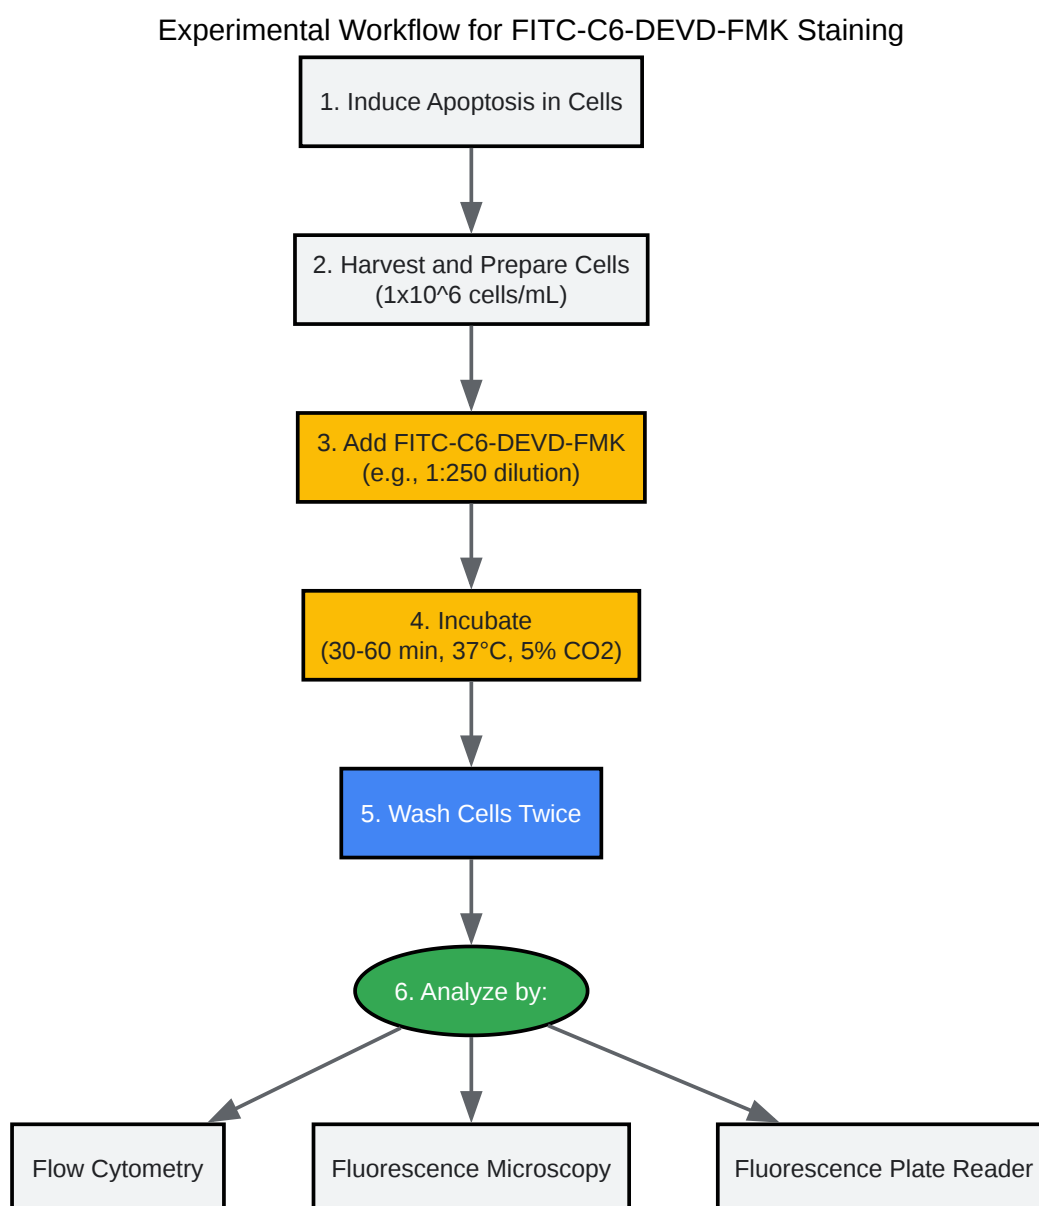 Experimental Workflow for FITC-C6-DEVD-FMK Staining
1. Induce Apoptosis in Cells
2. Harvest and Prepare Cells
(1x10^6 cells/mL)
3. Add FITC-C6-DEVD-FMK
(e.g., 1:250 dilution)
4. Incubate
(30-60 min, 37°C, 5% CO2)
5. Wash Cells Twice
6. Analyze by:
Flow Cytometry
Fluorescence Microscopy
Fluorescence Plate Reader